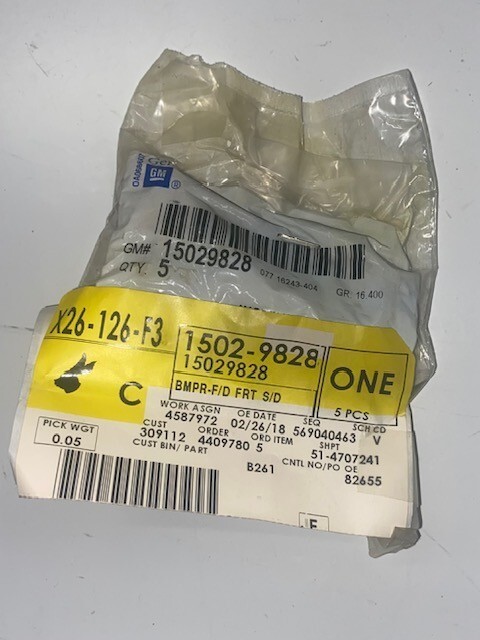 GM ®
GM# 15029828
QTY. 5 077 16243-404 GR. 16.400
X26-126-F3
1502-9828
15029828
BMPR-F/D FRT S/D
ONE
5 PCS
C
WORK ASGN OE DATE SEQ SCH CD
4587972 02/26/18 569040463 V
PICK WGT
0.05
CUST ORDER ORD ITEM SHPT
309112 4409780 5 51-4707241
CUST BIN/ PART B261 CNTL NO/PO OE
82655